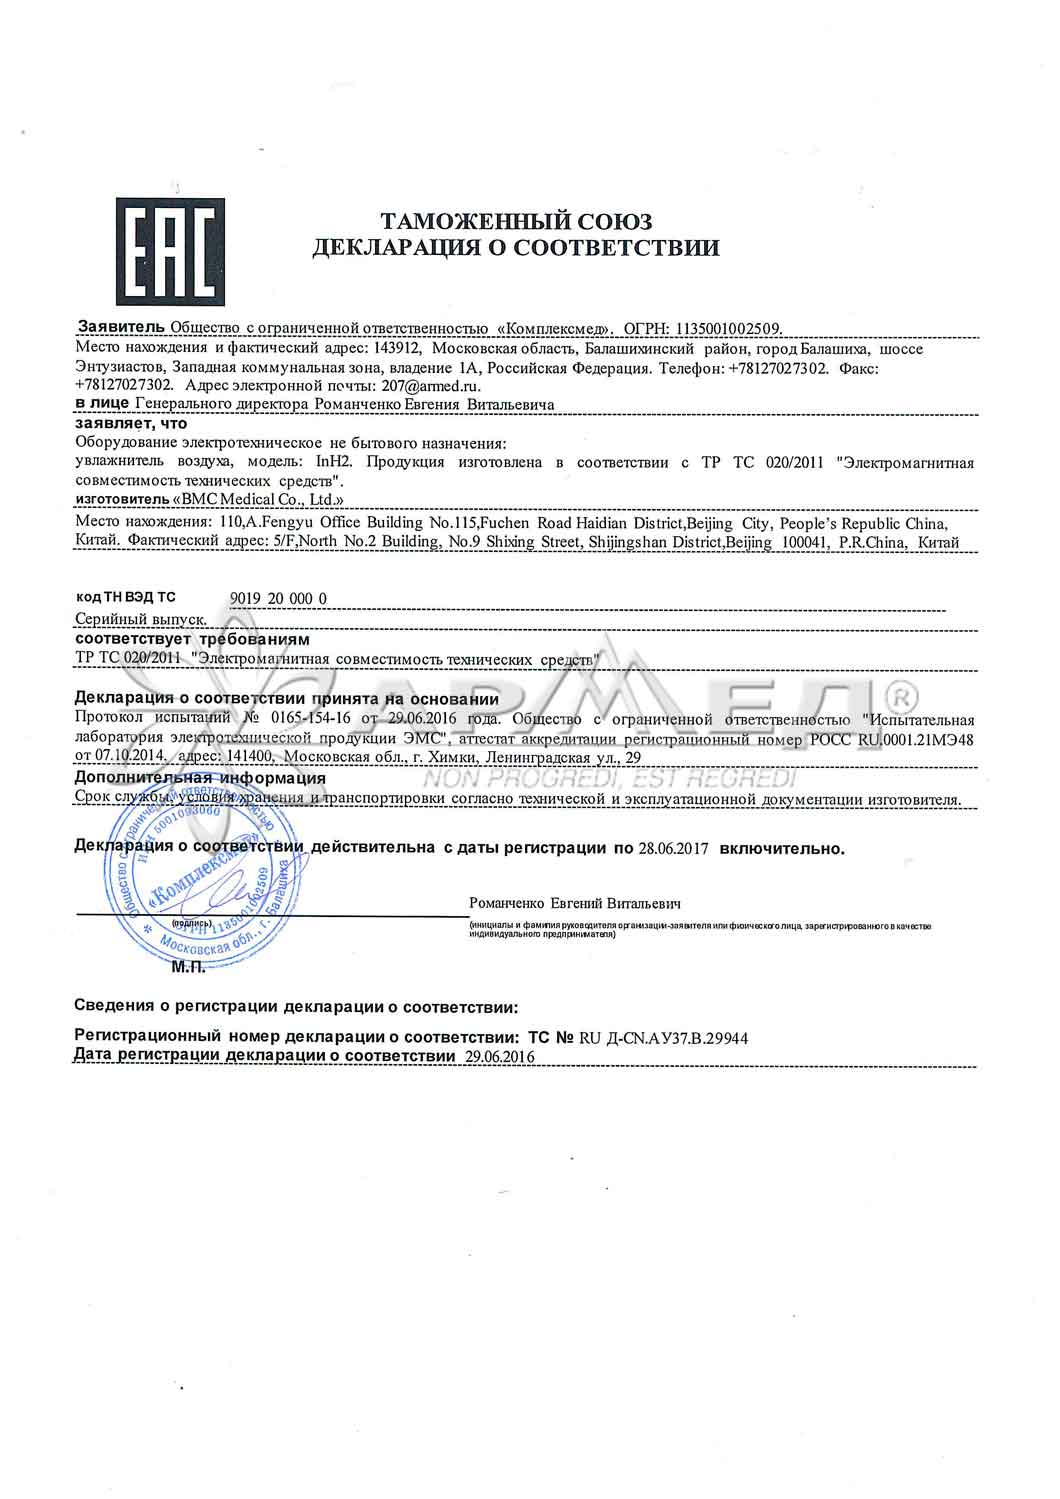 EAC
ТАМОЖЕННЫЙ СОЮЗ
ДЕКЛАРАЦИЯ О СООТВЕТСТВИИ
Заявитель Общество с ограниченной ответственностью «Комплексмед». ОГРН: 1135001002509.
Место нахождения и фактический адрес: 143912, Московская область, Балашихинский район, город Балашиха, шоссе
Энтузиастов, Западная коммунальная зона, владение 1А, Российская Федерация. Телефон: +78127027302. Факс:
+78127027302. Адрес электронной почты: 207@armed.ru.
в лице Генерального директора Романченко Евгения Витальевича
заявляет, что
Оборудование электротехническое не бытового назначения:
увлажнитель воздуха, модель: InH2. Продукция изготовлена в соответствии с ТР ТС 020/2011 "Электромагнитная
совместимость технических средств".
изготовитель «BMC Medical Co., Ltd.»
Место нахождения: 110,A.Fengyu Office Building No.115,Fuchen Road Haidian District,Beijing City, People’s Republic China,
Китай. Фактический адрес: 5/F,North No.2 Building, No.9 Shixing Street, Shijingshan District,Beijing 100041, P.R.China, Китай
код ТН ВЭД ТС 9019 20 000 0
Серийный выпуск.
соответствует требованиям
ТР ТС 020/2011 "Электромагнитная совместимость технических средств"
АРМЕД®
Декларация о соответствии принята на основании
Протокол испытаний № 0165-154-16 от 29.06.2016 года. Общество с ограниченной ответственностью "Испытательная
лаборатория электротехнической продукции ЭМС", аттестат аккредитации регистрационный номер РОСС RU.0001.21МЭ48
от 07.10.2014., адрес: 141400, Московская обл., г. Химки, Ленинградская ул., 29
NON PROGREDI, EST REGREDI
Дополнительная информация
Срок службы, условия хранения и транспортировки согласно технической и эксплуатационной документации изготовителя.
Декларация о соответствии действительна с даты регистрации по 28.06.2017 включительно.
Общество с ограниченной ответственностью
Московская обл., г. Балашиха
ИНН 5001093060
ОГРН 1135001002509
«Комплексмед»
Романченко Евгений Витальевич
(подпись)
(инициалы и фамилия руководителя организации-заявителя или физического лица, зарегистрированного в качестве
индивидуального предпринимателя)
М.П.
Сведения о регистрации декларации о соответствии:
Регистрационный номер декларации о соответствии: ТС № RU Д-CN.АУ37.В.29944
Дата регистрации декларации о соответствии 29.06.2016